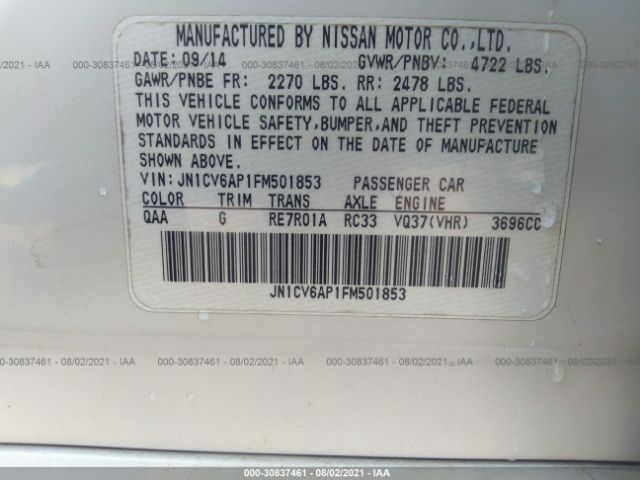 MANUFACTURED BY NISSAN MOTOR CO.,LTD.
DATE: 09/14 GVWR/PNBV: 4722 LBS.
GAWR/PNBE FR: 2270 LBS. RR: 2478 LBS.
THIS VEHICLE CONFORMS TO ALL APPLICABLE FEDERAL
MOTOR VEHICLE SAFETY,BUMPER,AND THEFT PREVENTION
STANDARDS IN EFFECT ON THE DATE OF MANUFACTURE
SHOWN ABOVE.
VIN:JN1CV6AP1FM501853 PASSENGER CAR
COLOR TRIM TRANS AXLE ENGINE
QAA G RE7R01A RC33 VQ37(VHR) 3696CC
JN1CV6AP1FM501853
000-30837461 - 08/02/2021 - IAA